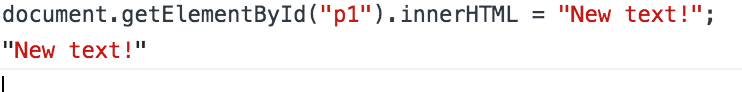 document.getElementById("p1").innerHTML = "New text!";
"New text!"